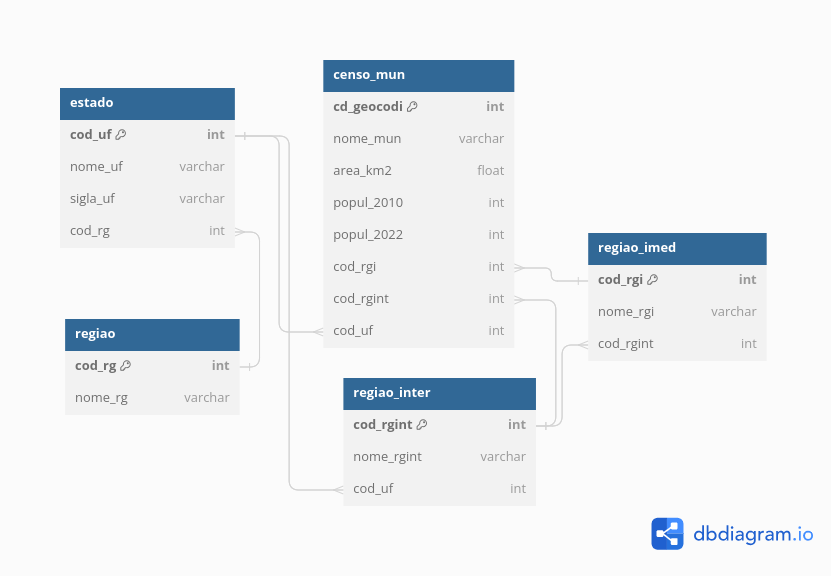 estado
cod_uf int
nome_uf varchar
sigla_uf varchar
cod_rg int
regiao
cod_rg int
nome_rg varchar
censo_mun
cd_geocodi int
nome_mun varchar
area_km2 float
popul_2010 int
popul_2022 int
cod_rgi int
cod_rgint int
cod_uf int
regiao_inter
cod_rgint int
nome_rgint varchar
cod_uf int
regiao_imed
cod_rgi int
nome_rgi varchar
cod_rgint int
dbdiagram.io